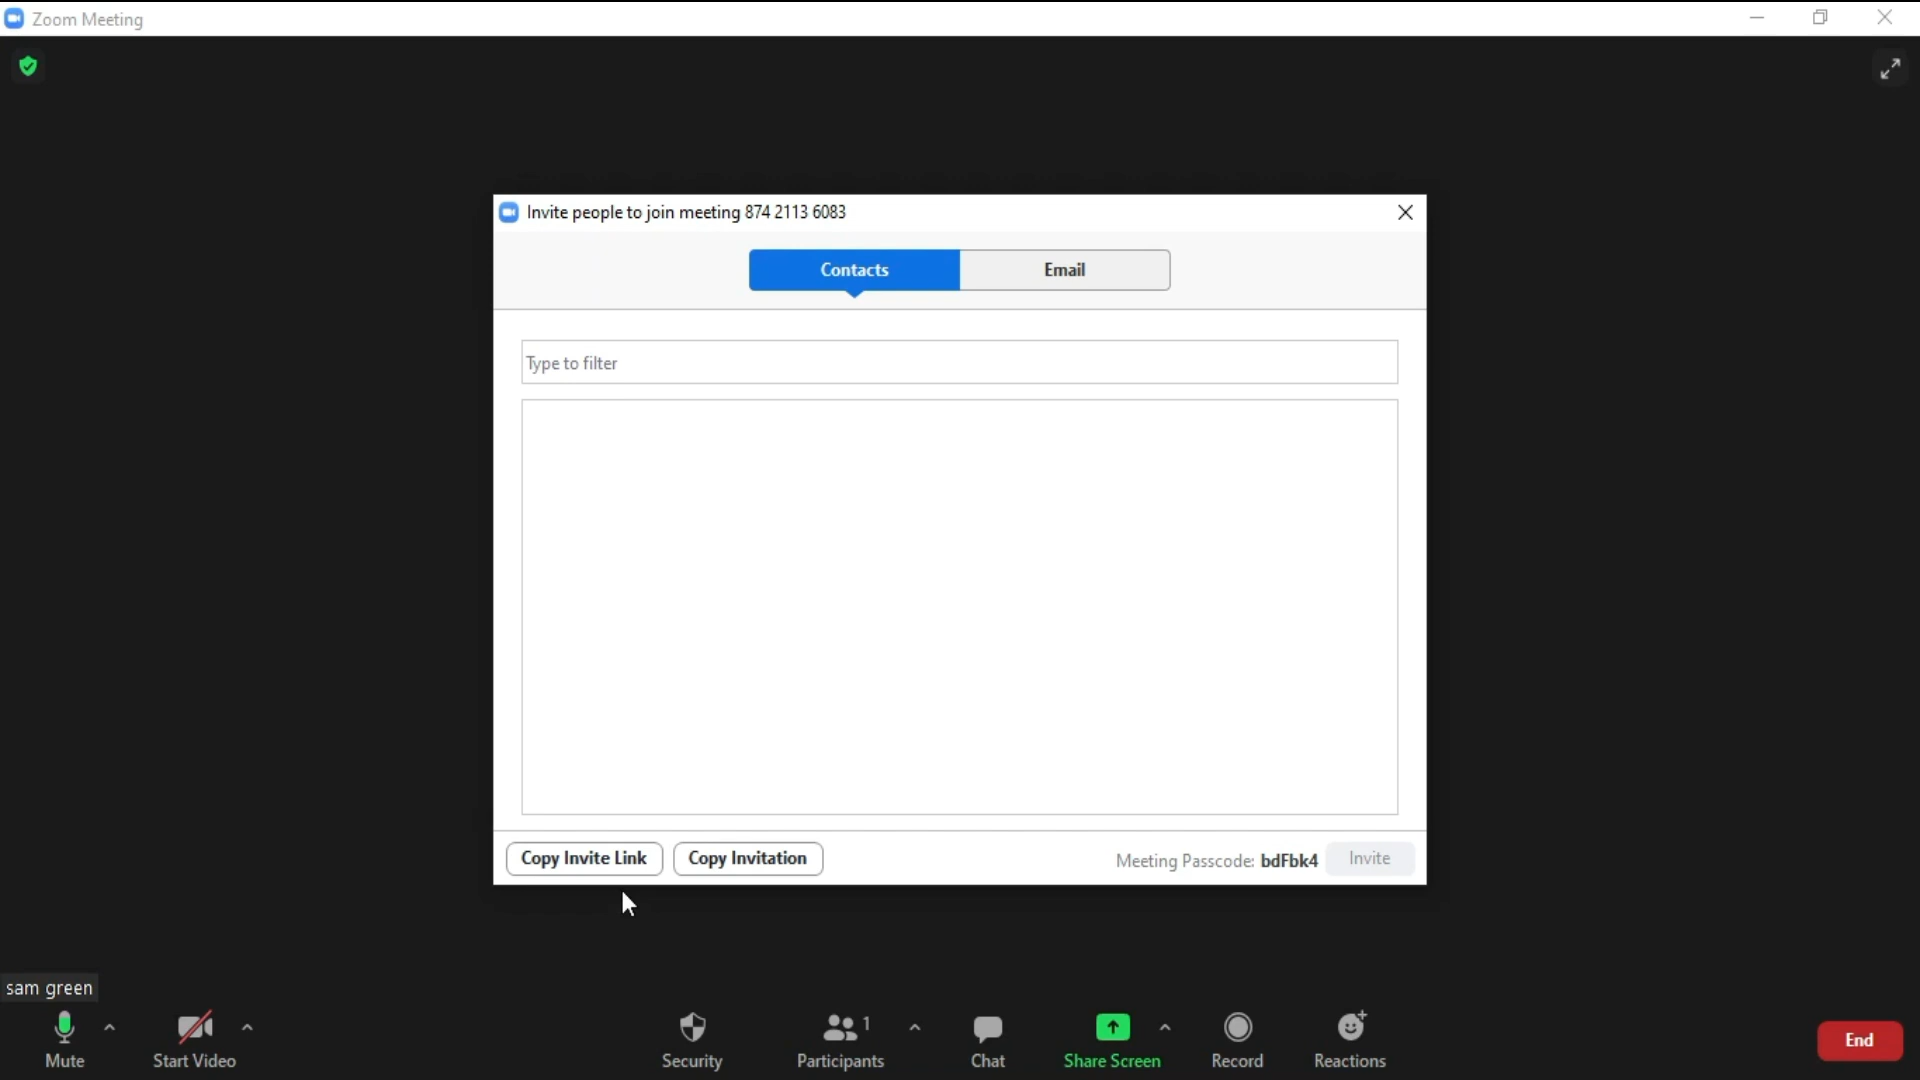 Zoom Meeting
Invite people to join meeting 874 2113 6083
Contacts
Email
Type to filter
Copy Invite Link
Copy Invitation
Meeting Passcode: bdFbk4
Invite
sam green
Mute
Start Video
Security
1
Participants
Chat
Share Screen
Record
Reactions
End